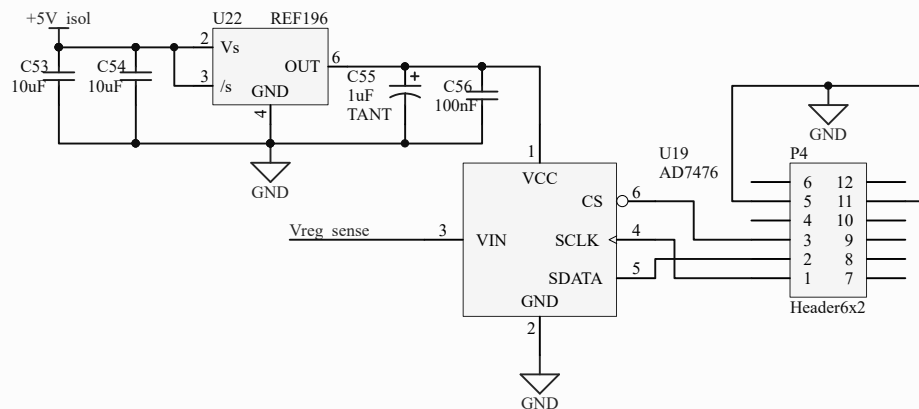 +5V_isol
U22 REF196
2 Vs
3 /s
OUT 6
GND
4
C53
10uF
C54
10uF
C55
1uF
TANT
C56
100nF
GND
U19
AD7476
1
VCC
CS 6
Vreg_sense 3 VIN
SCLK 4
SDATA 5
GND
2
GND
GND
P4
6 12
5 11
4 10
3 9
2 8
1 7
Header6x2